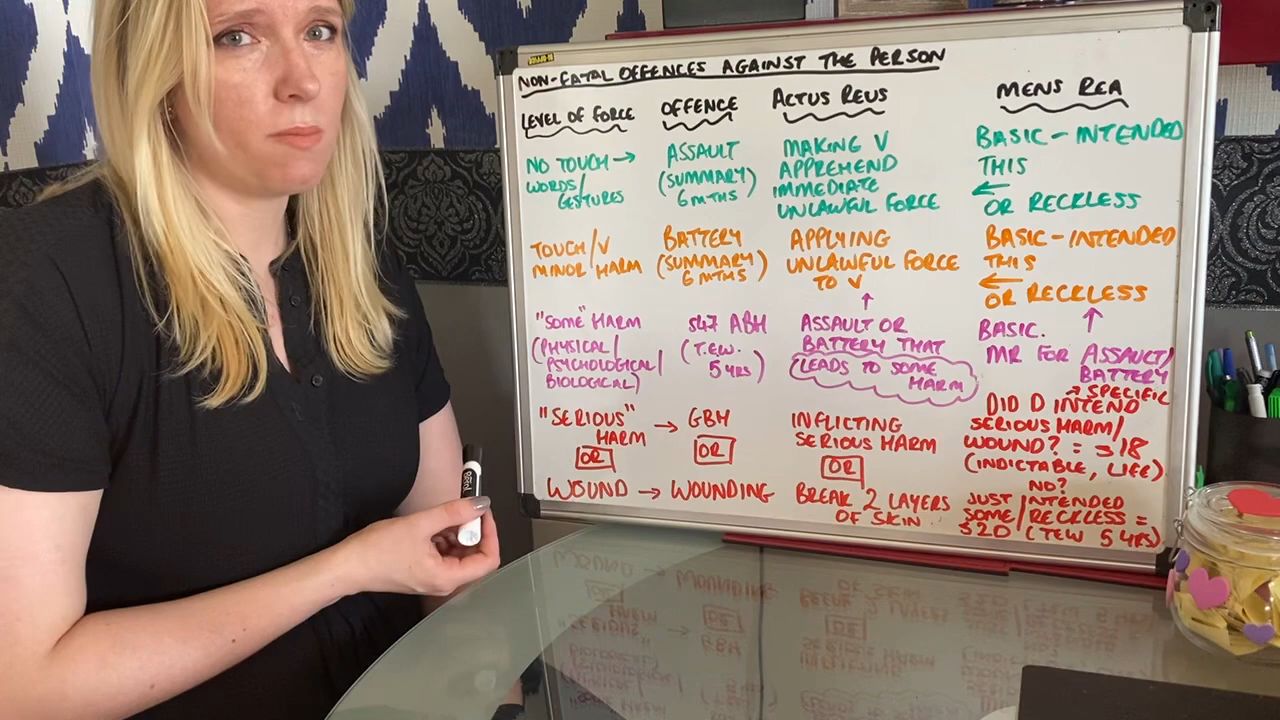 NON-FATAL OFFENCES AGAINST THE PERSON
LEVEL OF FORCE
OFFENCE
ACTUS REUS
MENS REA
NO TOUCH →
WORDS/
GESTURES
ASSAULT
(SUMMARY)
6 MTHS
MAKING V
APPREHEND
IMMEDIATE
UNLAWFUL FORCE
BASIC - INTENDED
THIS
←
OR RECKLESS
TOUCH/V
MINOR HARM
BATTERY
(SUMMARY)
6 MTHS
APPLYING
UNLAWFUL FORCE
TO V
BASIC - INTENDED
THIS
←
OR RECKLESS
"SOME" HARM
(PHYSICAL/
PSYCHOLOGICAL/
BIOLOGICAL)
S47 ABH
(T.E.W.
5 YRS)
↑
ASSAULT OR
BATTERY THAT
LEADS TO SOME
HARM
↑
BASIC.
MR FOR ASSAULT/
BATTERY
"SERIOUS"
HARM
OR
WOUND
→ GBH
OR
→ WOUNDING
INFLICTING
SERIOUS HARM
OR
BREAK 2 LAYERS
OF SKIN
→ SPECIFIC
DID D INTEND
SERIOUS HARM/
WOUND? = S18
(INDICTABLE, LIFE)
NO?
JUST INTENDED
SOME/RECKLESS =
S20 (TEW 5 YRS)